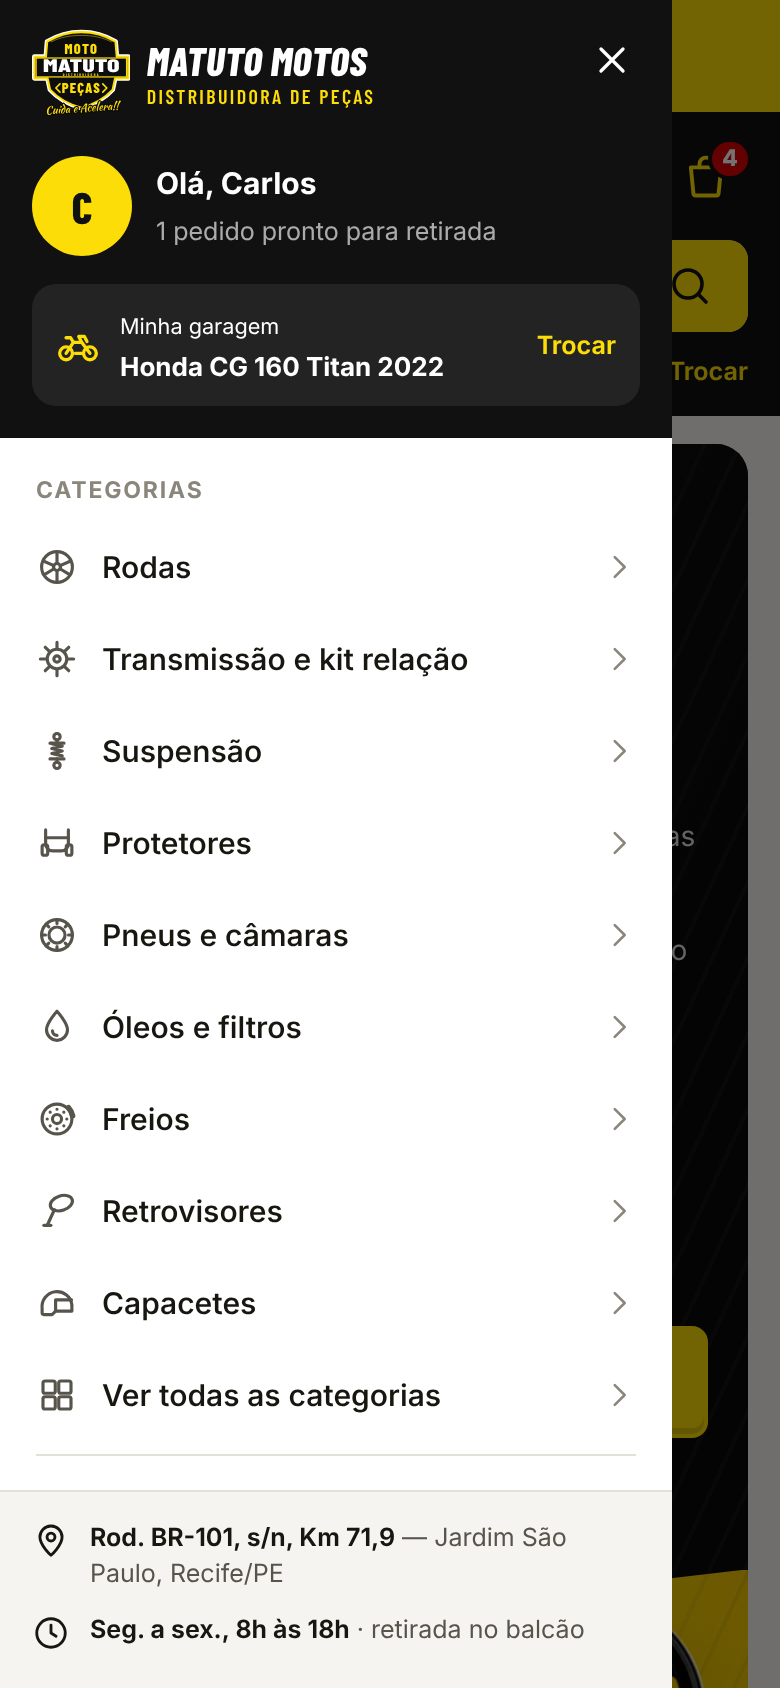 MOTO
MATUTO
PEÇAS
Cuida e Acelera!!
MATUTO MOTOS
DISTRIBUIDORA DE PEÇAS
4
C
Olá, Carlos
1 pedido pronto para retirada
Minha garagem
Honda CG 160 Titan 2022
Trocar
Trocar
CATEGORIAS
Rodas
Transmissão e kit relação
Suspensão
Protetores
as
Pneus e câmaras
o
Óleos e filtros
Freios
Retrovisores
Capacetes
Ver todas as categorias
Rod. BR-101, s/n, Km 71,9 — Jardim São
Paulo, Recife/PE
Seg. a sex., 8h às 18h · retirada no balcão